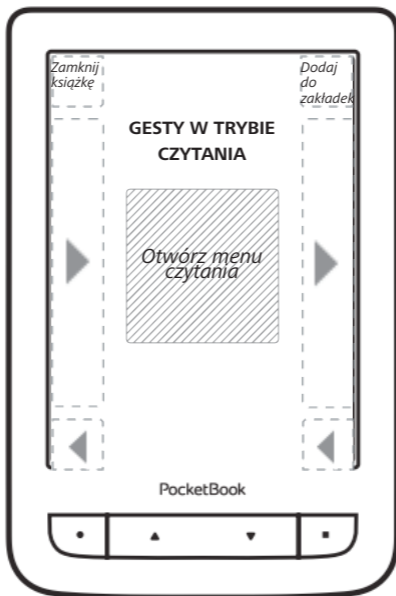 Zamknij
książkę
Dodaj
do
zakładek
GESTY W TRYBIE
CZYTANIA
Otwórz menu
czytania
PocketBook